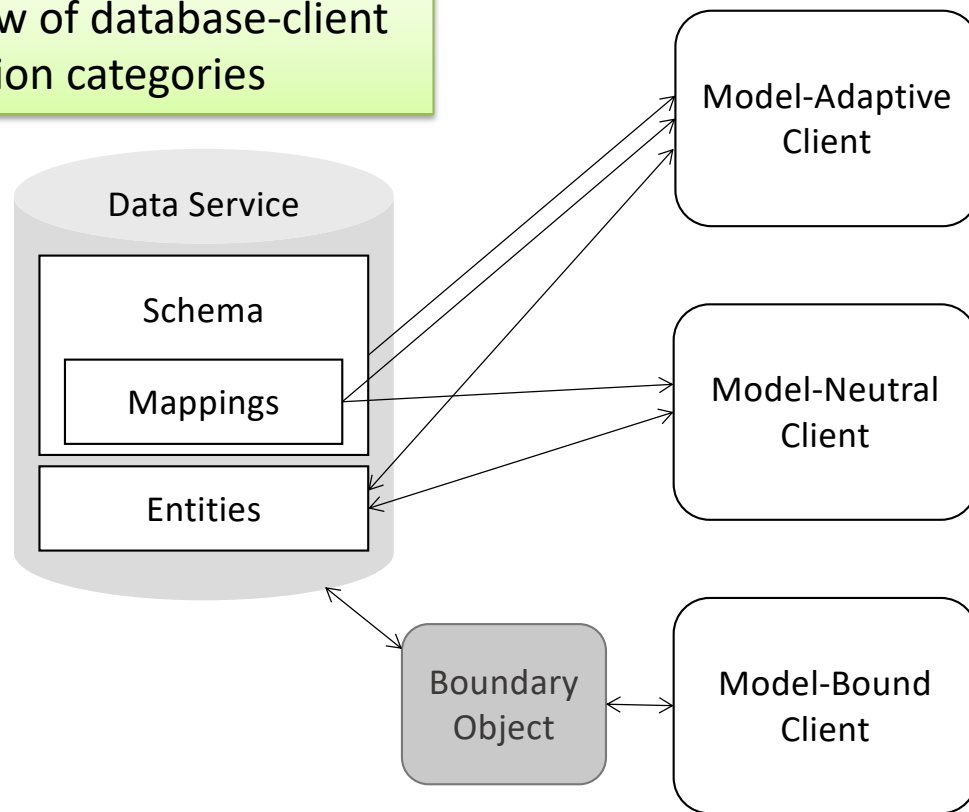 of database-client
categories
Model-Adaptive
Client
Data Service
Schema
Mappings
Entities
Model-Neutral
Client
Boundary
Object
Model-Bound
Client